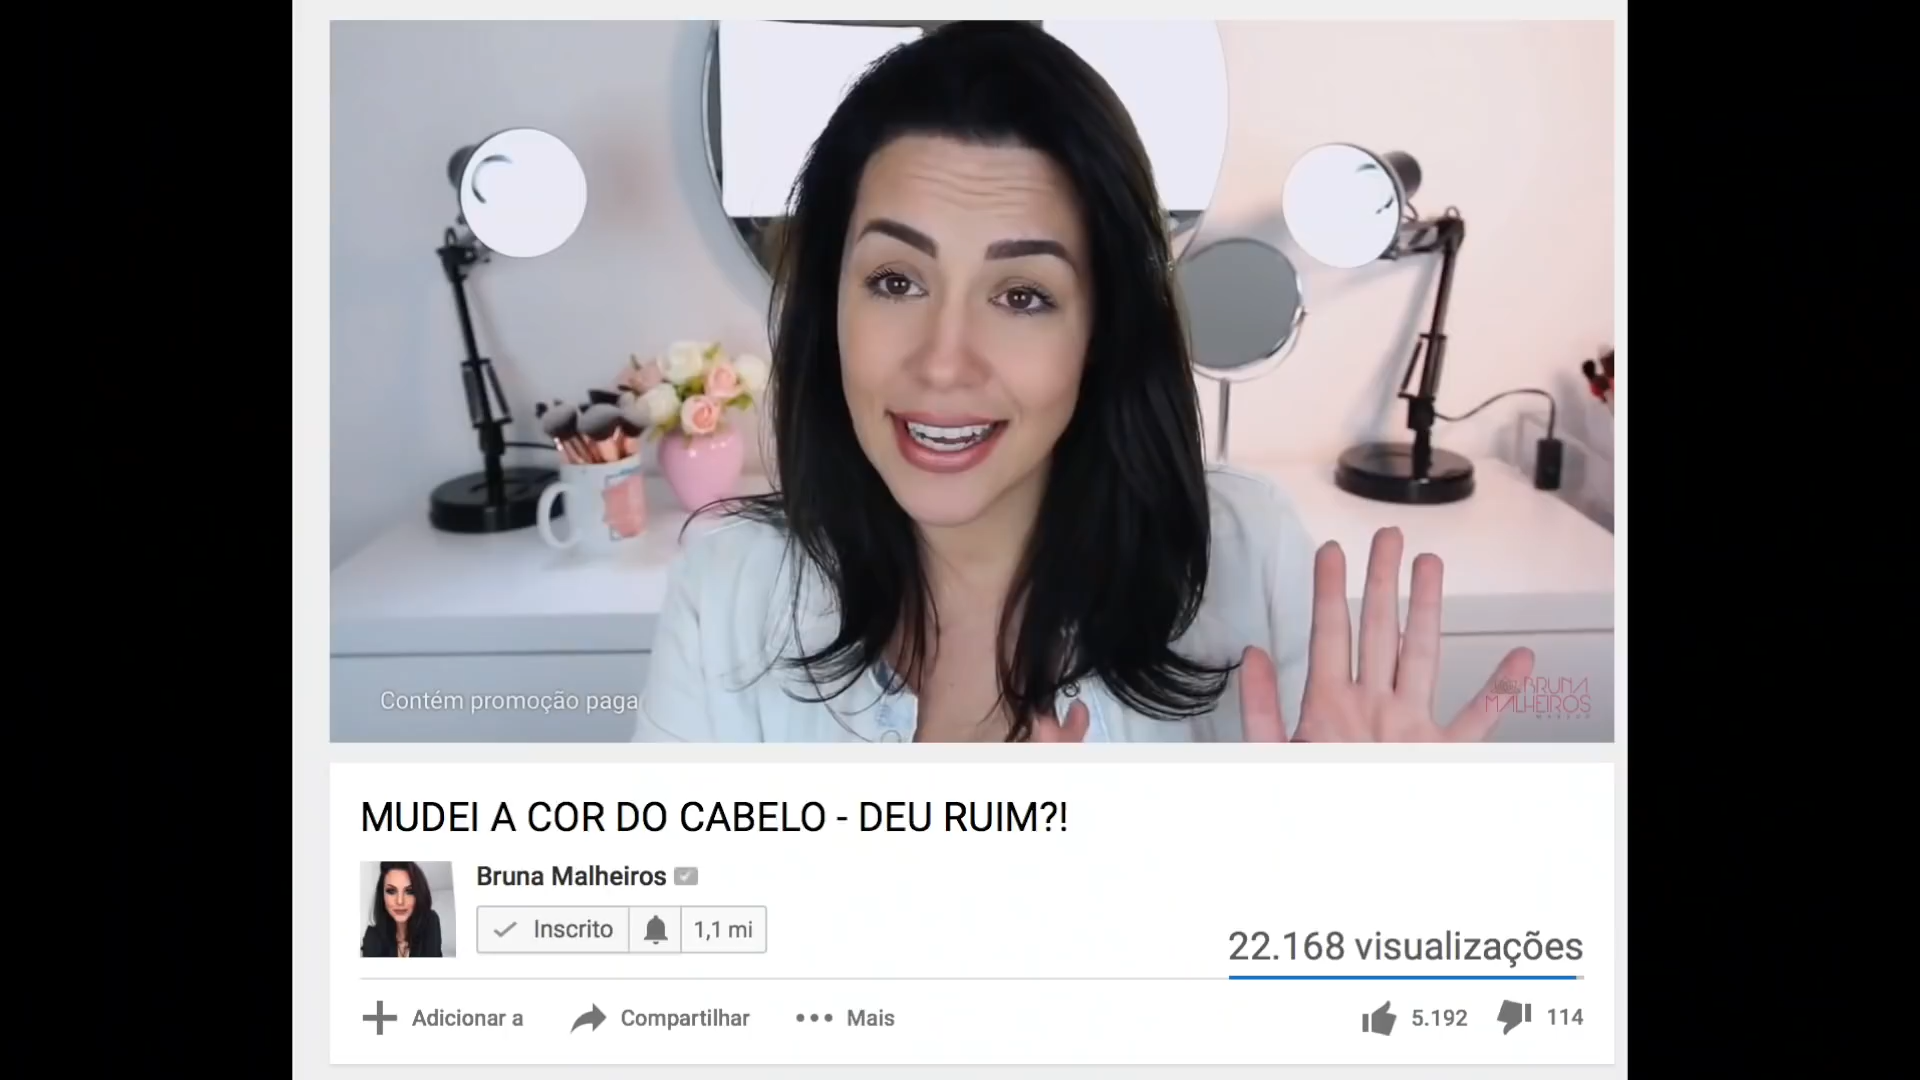 Contém promoção paga
BRUNA
MALHEIROS
MAKEUP
MUDEI A COR DO CABELO - DEU RUIM?!
Bruna Malheiros
Inscrito 1,1 mi
22.168 visualizações
Adicionar a Compartilhar Mais 5.192 114